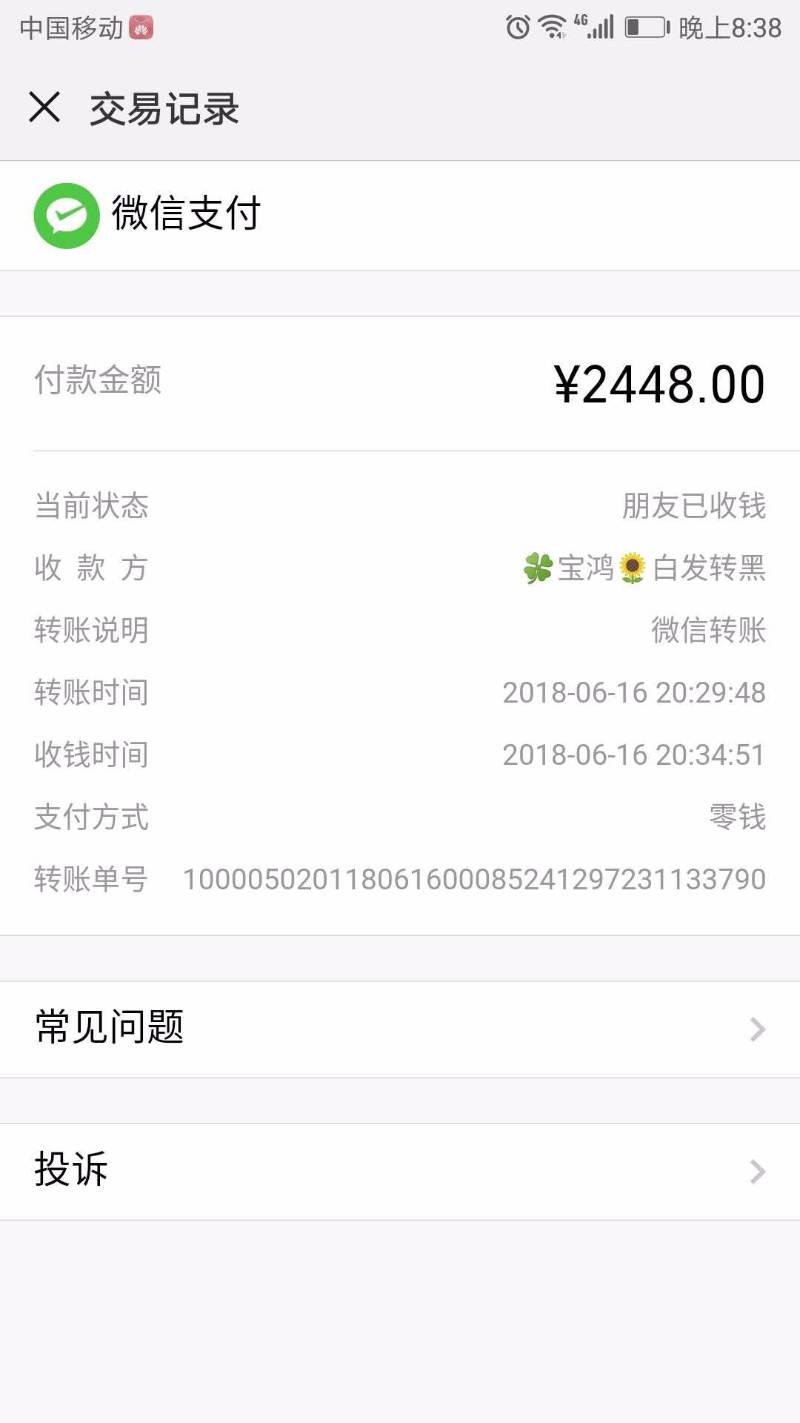 中国移动 4G 晚上8:38
交易记录
微信支付
付款金额 ¥2448.00
当前状态 朋友已收钱
收款方 🍀宝鸿🌻白发转黑
转账说明 微信转账
转账时间 2018-06-16 20:29:48
收钱时间 2018-06-16 20:34:51
支付方式 零钱
转账单号 100005020118061600085241297231133790
常见问题
投诉